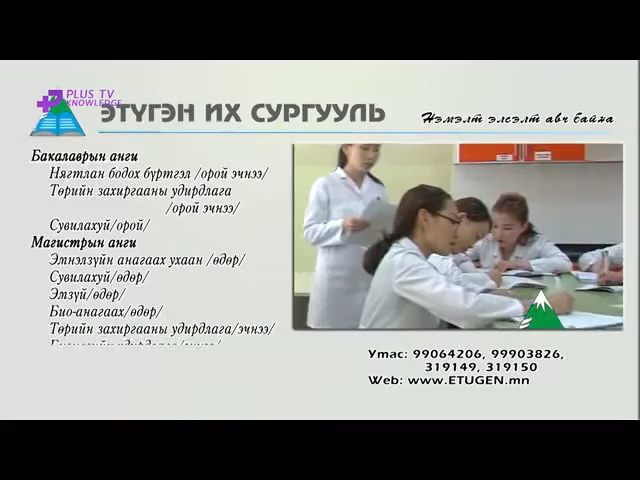 PLUS TV
KNOWLEDGE
ЭТҮГЭН ИХ СУРГУУЛЬ
Нэмэлт элсэлт авч байна
Бакалаврын анги
Нягтлан бодох бүртгэл /орой эчнээ/
Төрийн захиргааны удирдлага
/орой эчнээ/
Сувилахуй/орой/
Магистрын анги
Эмнэлзүйн анагаах ухаан /өдөр/
Сувилахуй/өдөр/
Эмзүй/өдөр/
Био-анагаах/өдөр/
Төрийн захиргааны удирдлага/эчнээ/
Утас: 99064206, 99903826,
319149, 319150
Web: www.ETUGEN.mn